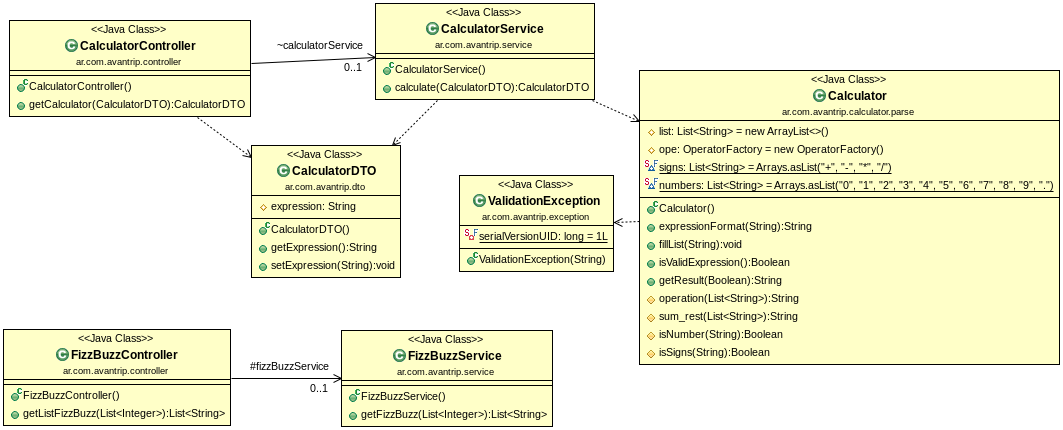 <<Java Class>>
CalculatorController
ar.com.avantrip.controller
CalculatorController()
getCalculator(CalculatorDTO):CalculatorDTO
~calculatorService
0..1
<<Java Class>>
CalculatorService
ar.com.avantrip.service
CalculatorService()
calculate(CalculatorDTO):CalculatorDTO
<<Java Class>>
Calculator
ar.com.avantrip.calculator.parse
list: List<String> = new ArrayList<>()
ope: OperatorFactory = new OperatorFactory()
signs: List<String> = Arrays.asList("+", "-", "*", "/")
numbers: List<String> = Arrays.asList("0", "1", "2", "3", "4", "5", "6", "7", "8", "9", ".")
Calculator()
expressionFormat(String):String
fillList(String):void
isValidExpression():Boolean
getResult(Boolean):String
operation(List<String>):String
sum_rest(List<String>):String
isNumber(String):Boolean
isSigns(String):Boolean
<<Java Class>>
CalculatorDTO
ar.com.avantrip.dto
expression: String
CalculatorDTO()
getExpression():String
setExpression(String):void
<<Java Class>>
ValidationException
ar.com.avantrip.exception
serialVersionUID: long = 1L
ValidationException(String)
<<Java Class>>
FizzBuzzController
ar.com.avantrip.controller
FizzBuzzController()
getListFizzBuzz(List<Integer>):List<String>
#fizzBuzzService
0..1
<<Java Class>>
FizzBuzzService
ar.com.avantrip.service
FizzBuzzService()
getFizzBuzz(List<Integer>):List<String>